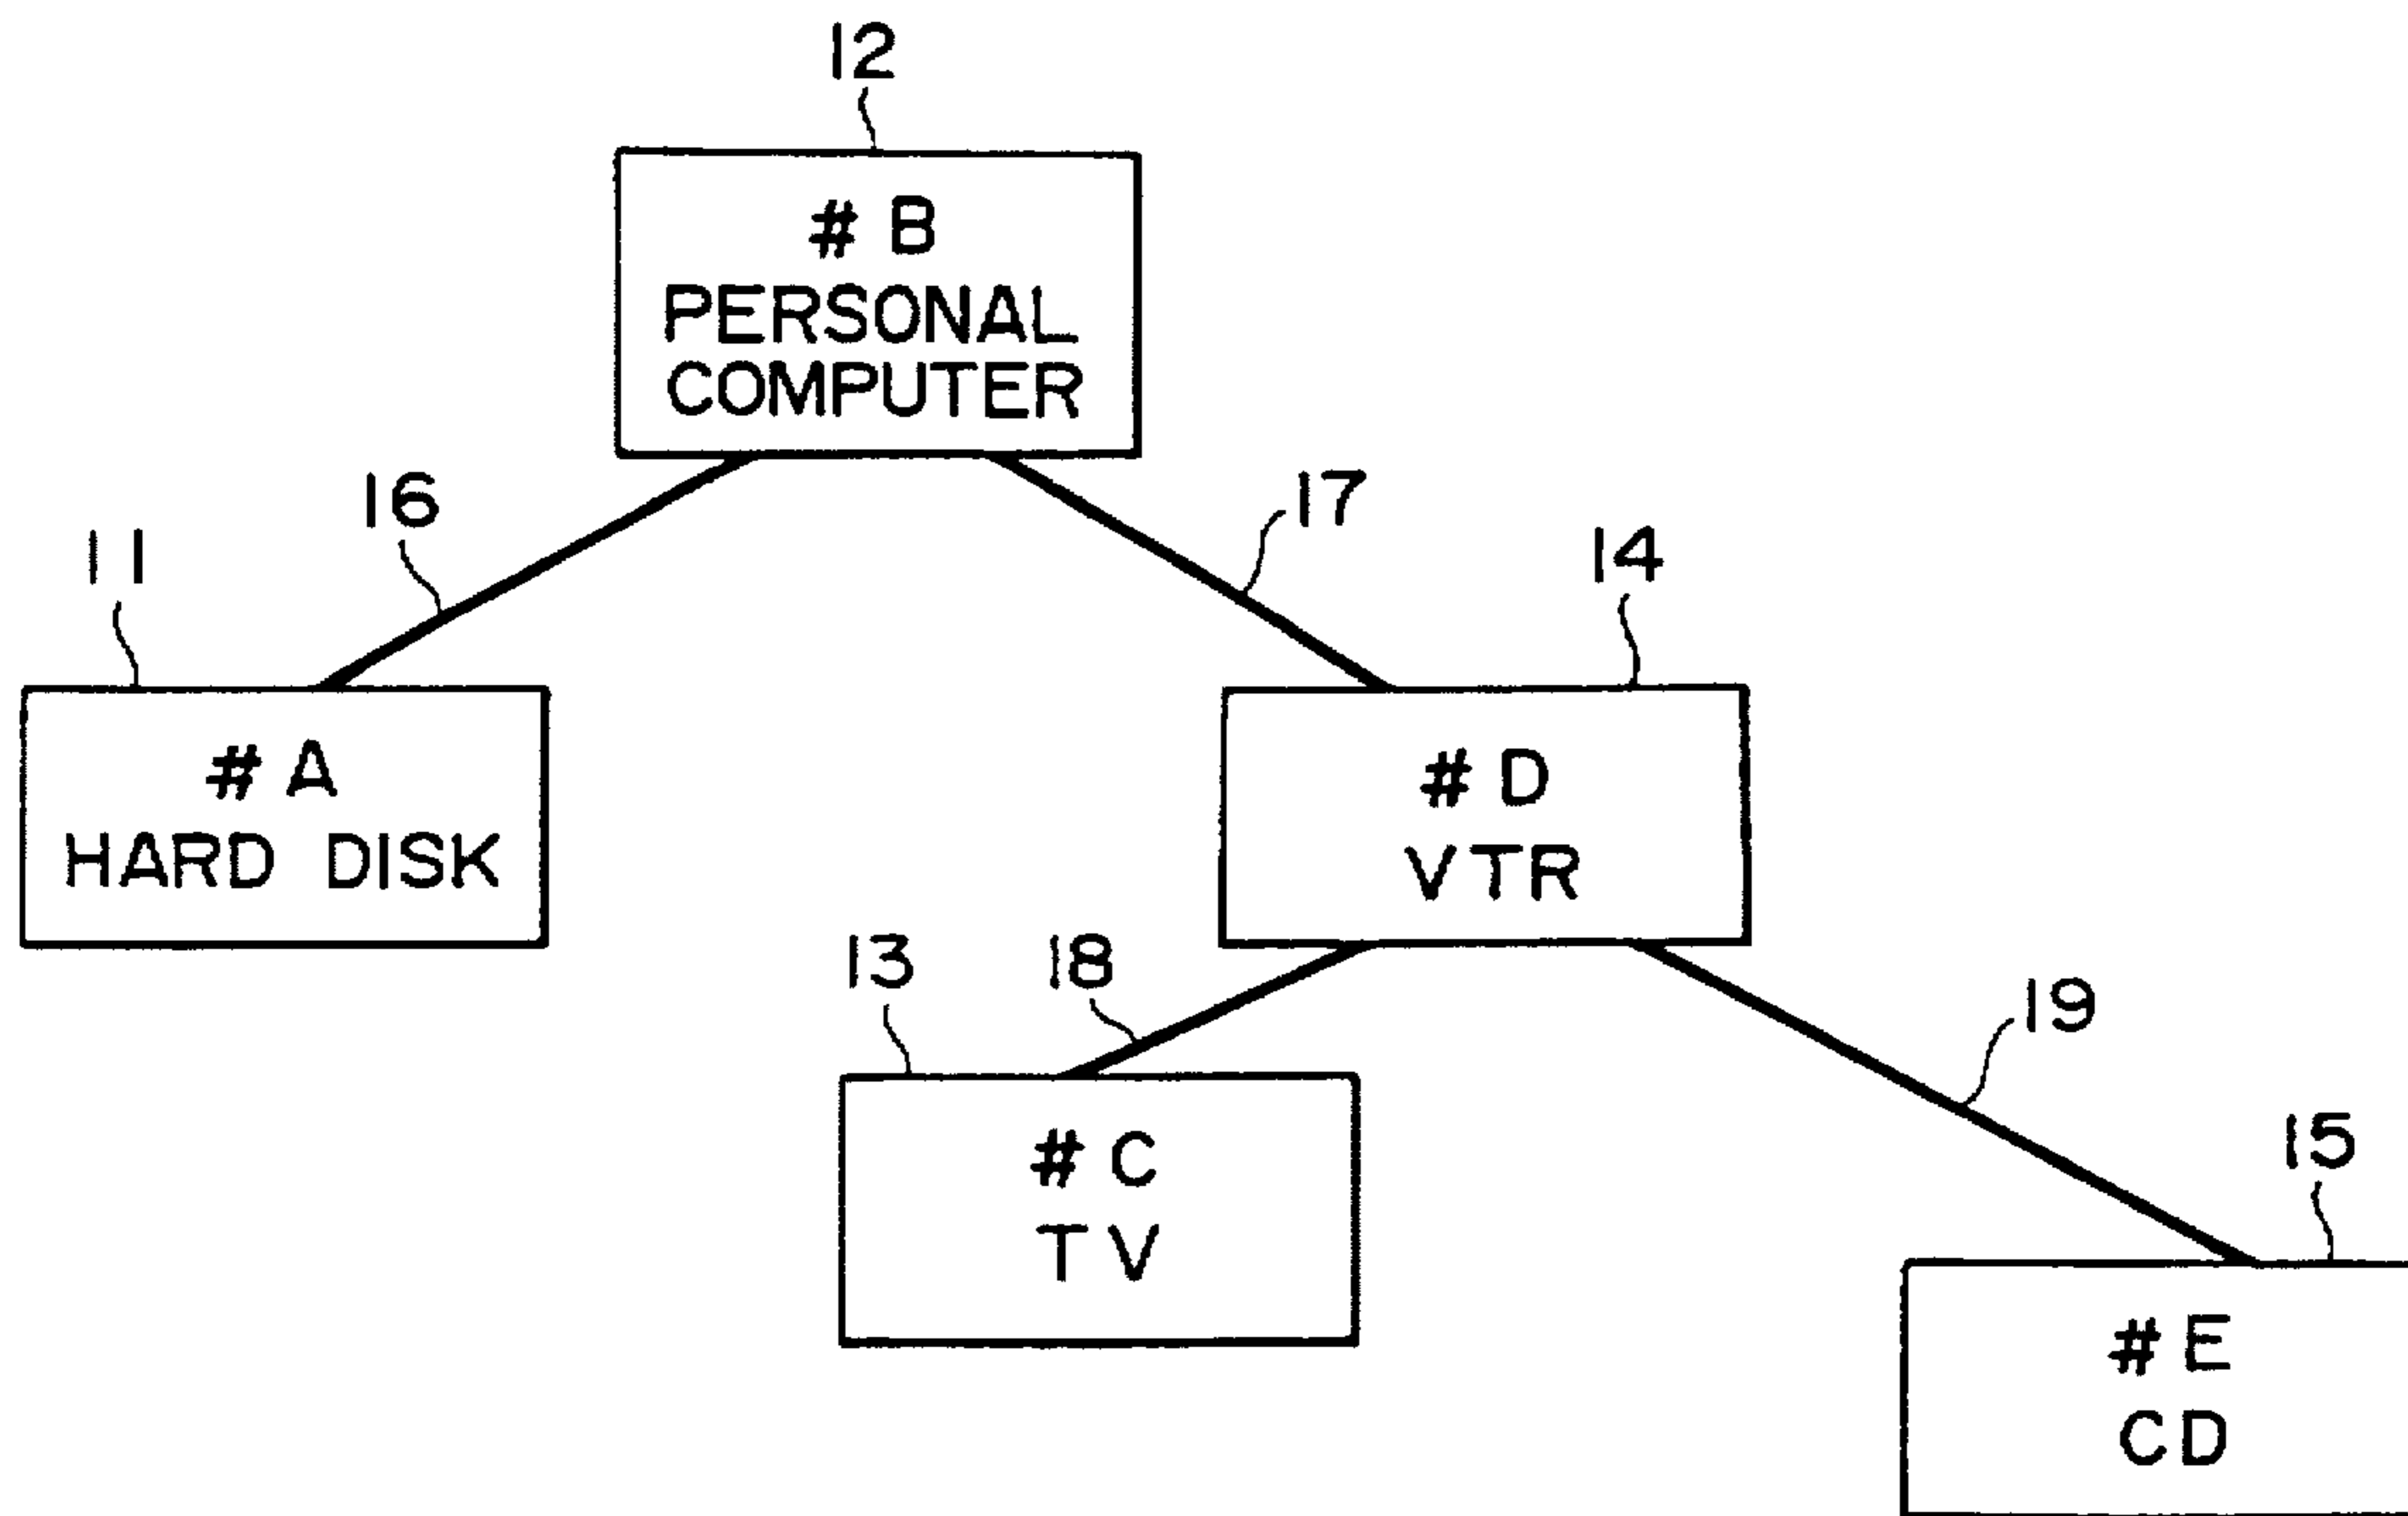 12
# B
PERSONAL
COMPUTER
16
17
11
14
# A
HARD DISK
# D
VTR
13
18
19
# C
TV
15
# E
CD